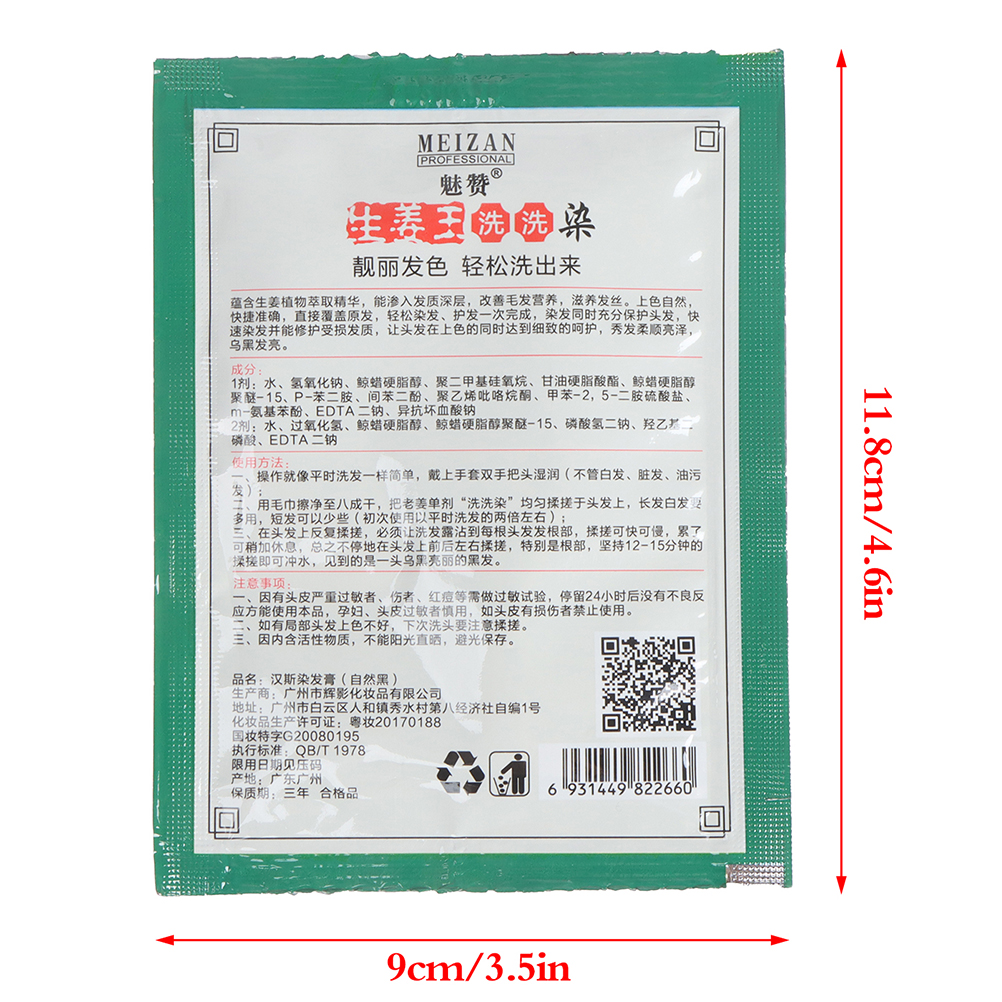 MEIZAN
PROFESSIONAL
魅赞®
生姜王洗洗染
靓丽发色 轻松洗出来
蕴含生姜植物萃取精华，能渗入发质深层，改善毛发营养，滋养发丝。上色自然，
快捷准确，直接覆盖原发，轻松染发、护发一次完成，染发同时充分保护头发，快
速染发并能修护受损发质，让头发在上色的同时达到细致的呵护，秀发柔顺亮泽，
乌黑发亮。
成分：
1剂：水、氢氧化钠、鲸蜡硬脂醇、聚二甲基硅氧烷、甘油硬脂酸酯、鲸蜡硬脂醇
聚醚-15、P-苯二胺、间苯二酚、聚乙烯吡咯烷酮、甲苯-2，5-二胺硫酸盐、
m-氨基苯酚、EDTA 二钠、异抗坏血酸钠
2剂：水、过氧化氢、鲸蜡硬脂醇、鲸蜡硬脂醇聚醚-15、磷酸氢二钠、羟乙基二
磷酸、EDTA 二钠
使用方法：
一、操作就像平时洗发一样简单，戴上手套双手把头湿润（不管白发、脏发、油污
发）；
二、用毛巾擦净至八成干，把老姜单剂“洗洗染”均匀揉搓于头发上，长发白发要
多用，短发可以少些（初次使用以平时洗发的两倍左右）；
三、在头发上反复揉搓，必须让洗发露沾到每根头发发根部，揉搓可快可慢，累了
可稍加休息，总之不停地在头发上前后左右揉搓，特别是根部，坚持12-15分钟的
揉搓即可冲水，见到的是一头乌黑亮丽的黑发。
注意事项：
一、因有头皮严重过敏者、伤者、红痘等需做过敏试验，停留24小时后没有不良反
应方能使用本品，孕妇、头皮过敏者慎用，如头皮有损伤者禁止使用。
二、如有局部头发上色不好，下次洗头要注意揉搓。
三、因内含活性物质，不能阳光直晒，避光保存。
品名：汉斯染发膏（自然黑）
生产商：广州市辉影化妆品有限公司
地址：广州市白云区人和镇秀水村第八经济社自编1号
化妆品生产许可证：粤妆20170188
国妆特字G20080195
执行标准：QB/T 1978
限用日期见压码
产地：广东广州
保质期：三年 合格品
6 931449 822660
11.8cm/4.6in
9cm/3.5in